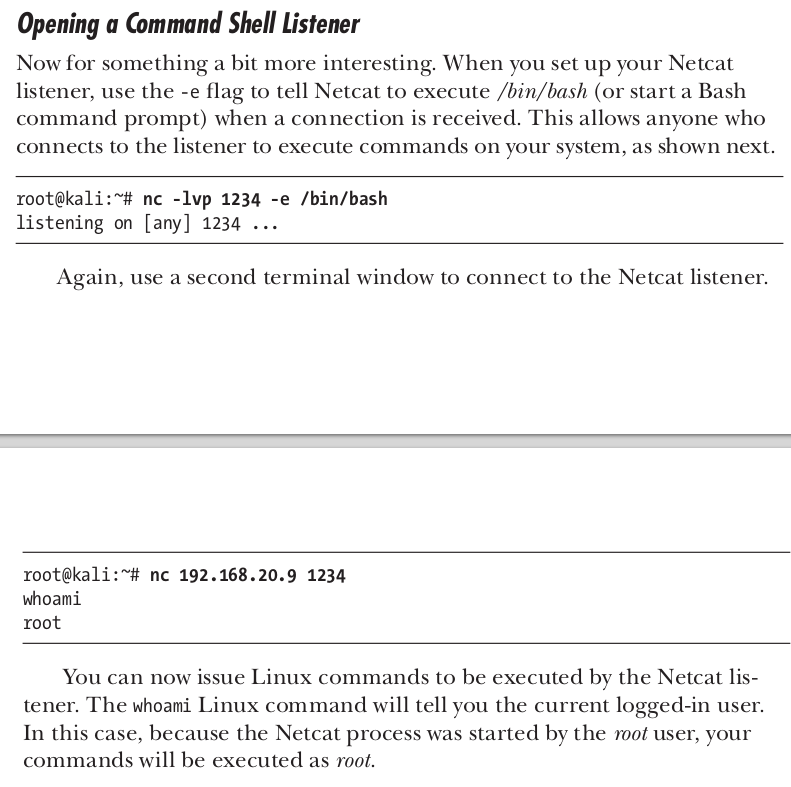 Opening a Command Shell Listener
Now for something a bit more interesting. When you set up your Netcat
listener, use the -e flag to tell Netcat to execute /bin/bash (or start a Bash
command prompt) when a connection is received. This allows anyone who
connects to the listener to execute commands on your system, as shown next.
root@kali:~# nc -lvp 1234 -e /bin/bash
listening on [any] 1234 ...
Again, use a second terminal window to connect to the Netcat listener.
root@kali:~# nc 192.168.20.9 1234
whoami
root
You can now issue Linux commands to be executed by the Netcat lis-
tener. The whoami Linux command will tell you the current logged-in user.
In this case, because the Netcat process was started by the root user, your
commands will be executed as root.